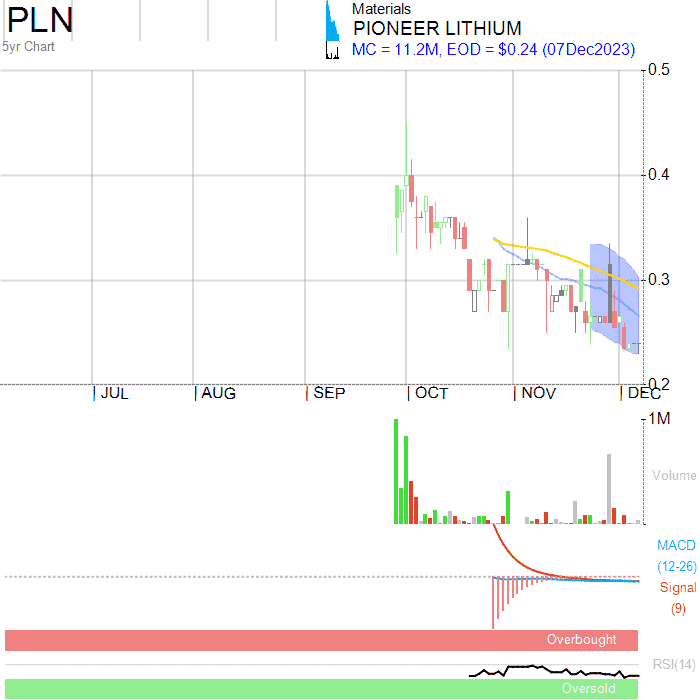 PLN
5yr Chart
Materials
PIONEER LITHIUM
MC = 11.2M, EOD = $0.24 (07Dec2023)
0.5
0.4
0.3
0.2
JUL AUG SEP OCT NOV DEC
1M
Volume
MACD
(12-26)
Signal
(9)
Overbought
RSI(14)
Oversold